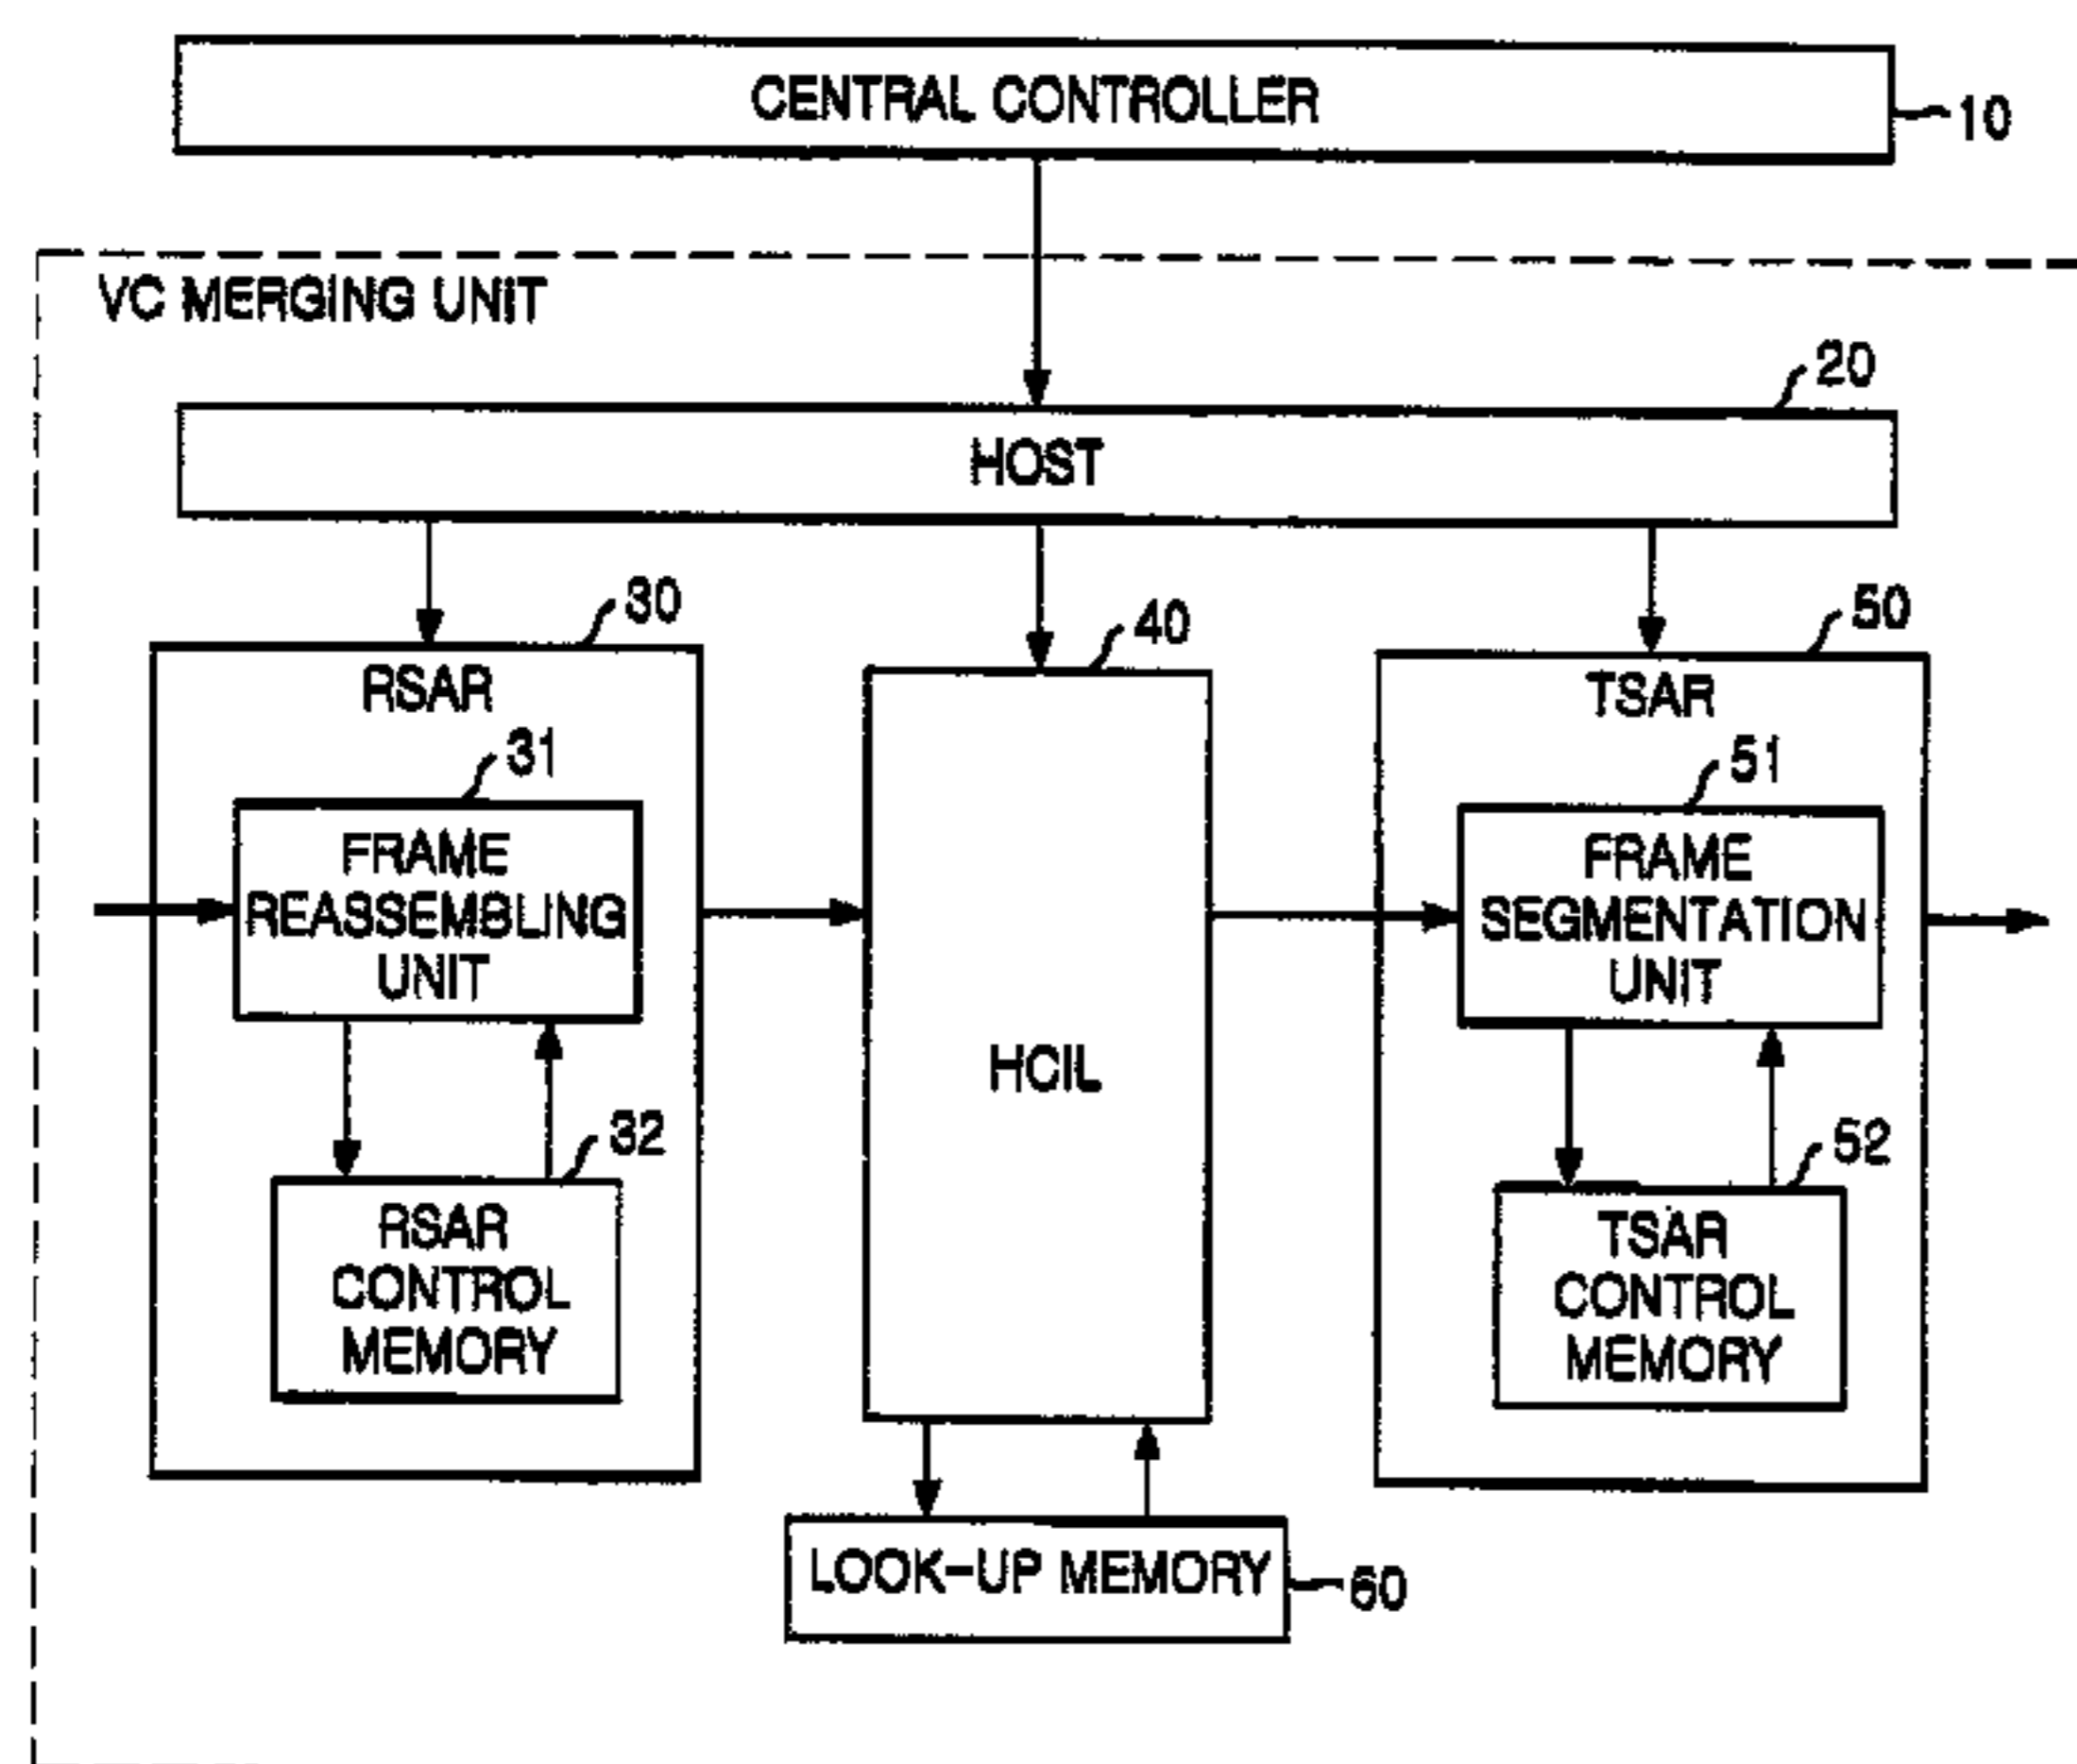 CENTRAL CONTROLLER
10
VC MERGING UNIT
20
HOST
30
40
50
RSAR
TSAR
31
51
FRAME
REASSEMBLING
UNIT
HCIL
FRAME
SEGMENTATION
UNIT
32
52
RSAR
CONTROL
MEMORY
TSAR
CONTROL
MEMORY
LOOK-UP MEMORY
60